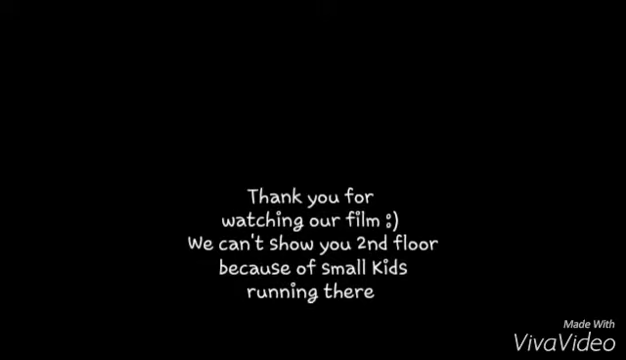 Thank you for
watching our film :)
We can't show you 2nd floor
because of small Kids
running there
Made With
VivaVideo